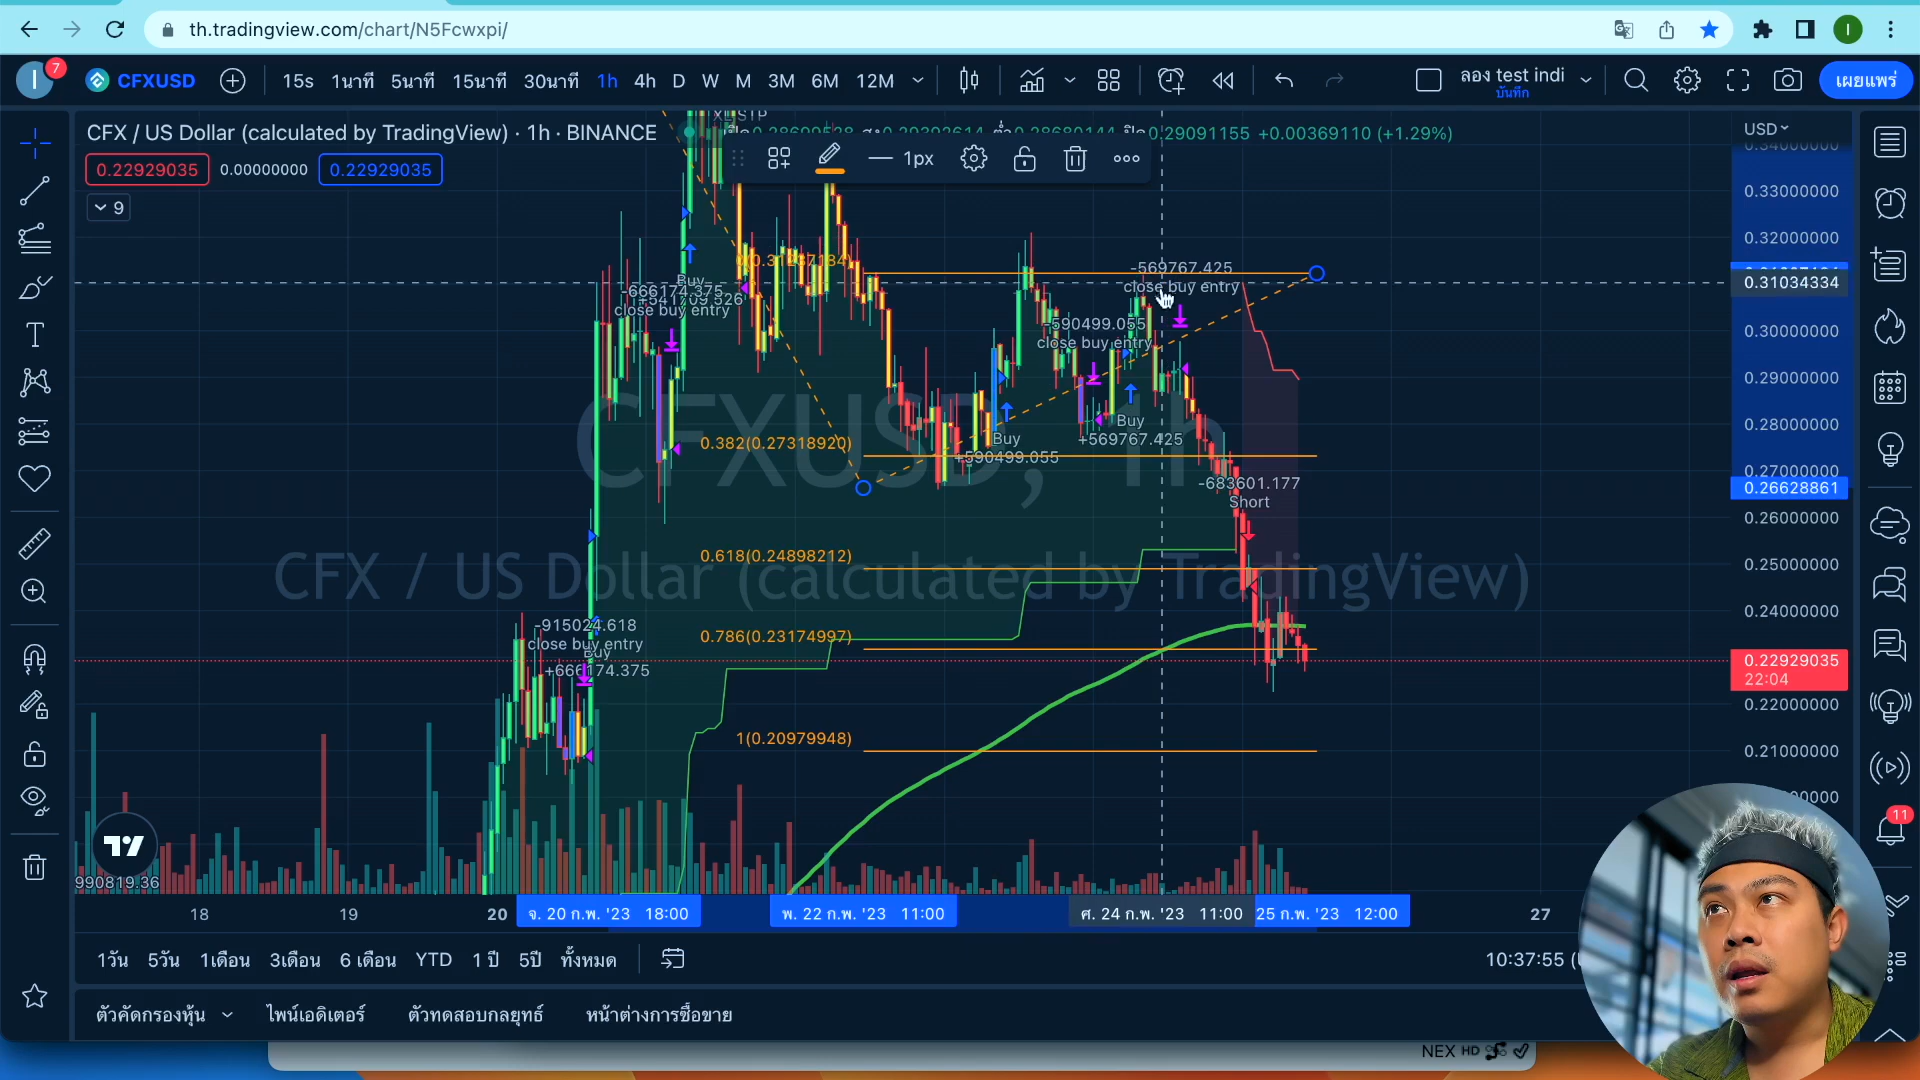 th.tradingview.com/chart/N5Fcwxpi/
I
I
7
CFXUSD
15s 1นาที 5นาที 15นาที 30นาที 1h 4h D W M 3M 6M 12M
ลอง test indi
บันทึก
เผยแพร่
CFX / US Dollar (calculated by TradingView) · 1h · BINANCE
0.29091155 +0.00369110 (+1.29%)
USD
0.22929035 0.00000000 0.22929035
1px
9
0.33000000
0.32000000
0.31034334
0.30000000
0.29000000
0.28000000
0.27000000
0.26628861
0.26000000
0.25000000
0.24000000
0.22929035
22:04
0.22000000
0.21000000
-569767.425
close buy entry
Buy
-666174.375
close buy entry
-590499.055
close buy entry
Buy
+590499.055
Buy
+569767.425
0.382(0.27318920)
-683601.177
Short
0.618(0.24898212)
CFXUSD, 1h
CFX / US Dollar (calculated by TradingView)
-915024.618
close buy entry
Buy
+666174.375
0.786(0.23174997)
1(0.20979948)
990819.36
11
18 19 20 จ. 20 ก.พ. '23 18:00 พ. 22 ก.พ. '23 11:00 ศ. 24 ก.พ. '23 11:00 25 ก.พ. '23 12:00 27
1วัน 5วัน 1เดือน 3เดือน 6 เดือน YTD 1 ปี 5ปี ทั้งหมด
10:37:55
ตัวคัดกรองหุ้น ไพน์เอดิเตอร์ ตัวทดสอบกลยุทธ์ หน้าต่างการซื้อขาย
NEX HD